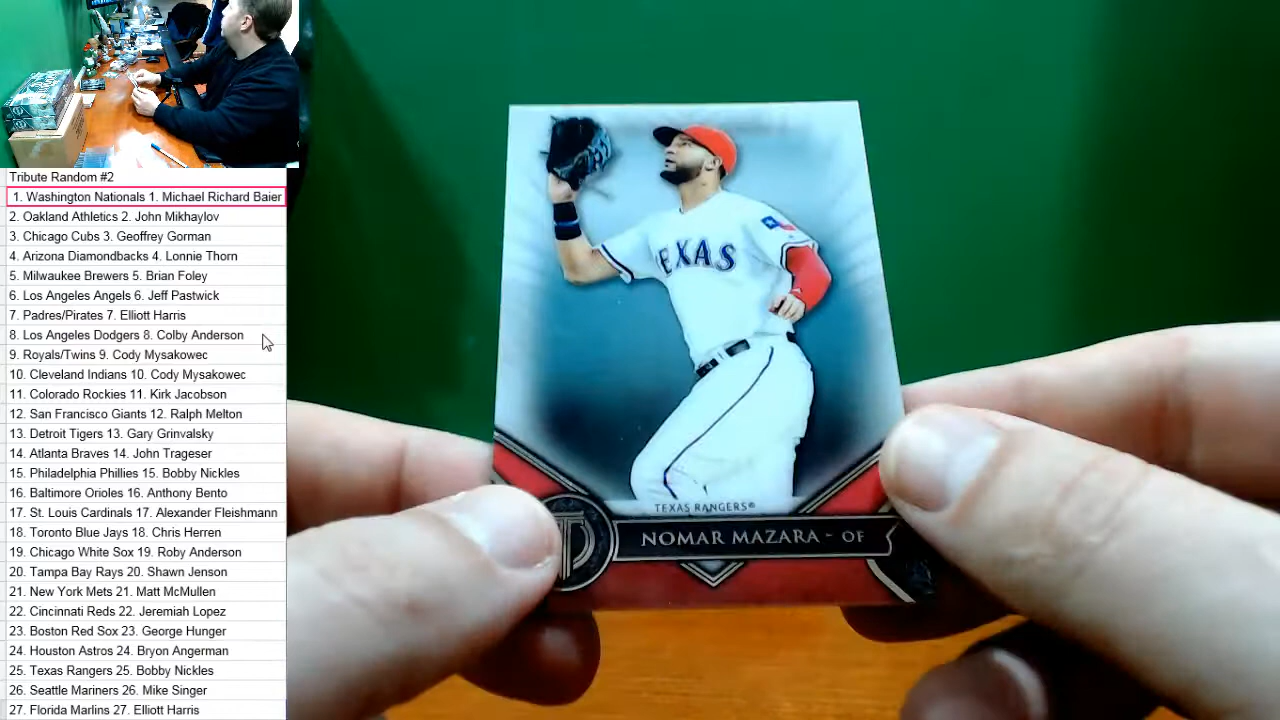 Tribute Random #2
1. Washington Nationals 1. Michael Richard Baier
2. Oakland Athletics 2. John Mikhaylov
3. Chicago Cubs 3. Geoffrey Gorman
4. Arizona Diamondbacks 4. Lonnie Thorn
5. Milwaukee Brewers 5. Brian Foley
6. Los Angeles Angels 6. Jeff Pastwick
7. Padres/Pirates 7. Elliott Harris
8. Los Angeles Dodgers 8. Colby Anderson
9. Royals/Twins 9. Cody Mysakowec
10. Cleveland Indians 10. Cody Mysakowec
11. Colorado Rockies 11. Kirk Jacobson
12. San Francisco Giants 12. Ralph Melton
13. Detroit Tigers 13. Gary Grinvalsky
14. Atlanta Braves 14. John Trageser
15. Philadelphia Phillies 15. Bobby Nickles
16. Baltimore Orioles 16. Anthony Bento
17. St. Louis Cardinals 17. Alexander Fleishmann
18. Toronto Blue Jays 18. Chris Herren
19. Chicago White Sox 19. Roby Anderson
20. Tampa Bay Rays 20. Shawn Jenson
21. New York Mets 21. Matt McMullen
22. Cincinnati Reds 22. Jeremiah Lopez
23. Boston Red Sox 23. George Hunger
24. Houston Astros 24. Bryon Angerman
25. Texas Rangers 25. Bobby Nickles
26. Seattle Mariners 26. Mike Singer
27. Florida Marlins 27. Elliott Harris
TEXAS
TEXAS RANGERS®
NOMAR MAZARA - OF